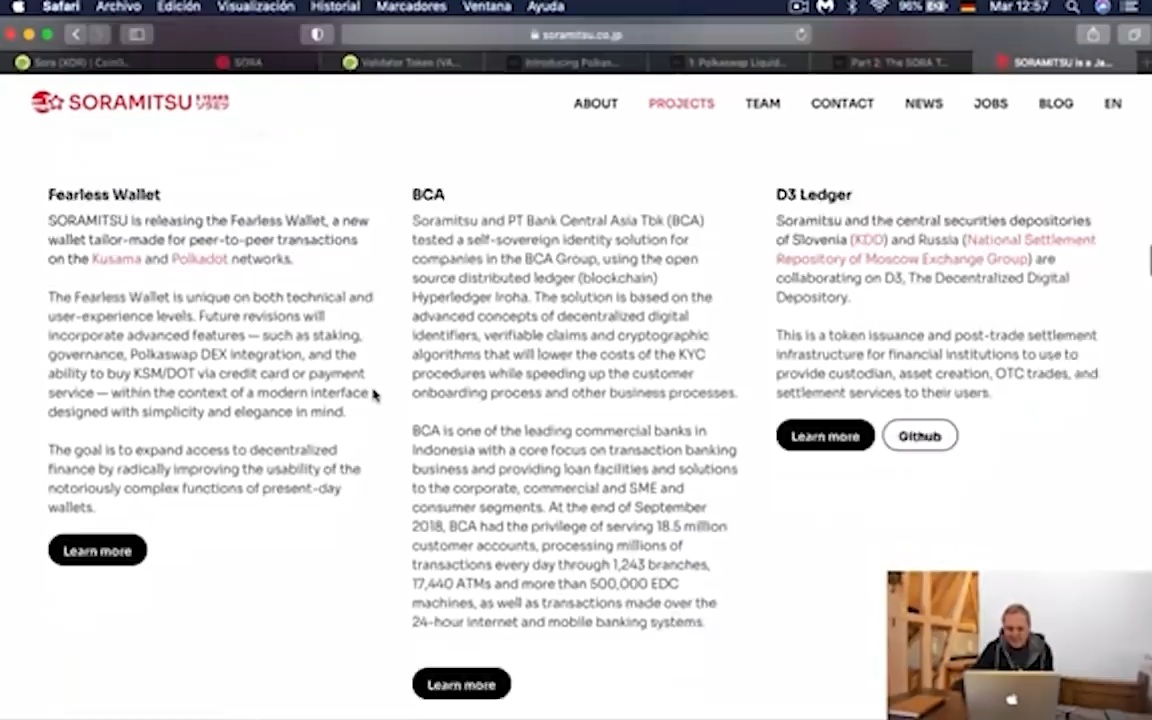 Safari Archivo Edición Visualización Historial Marcadores Ventana Ayuda 96% Mar 12:57
soramitsu.co.jp
Sora (XOR) | CoinG... SORA Validator Token (VA... Introducing Polkas... 1: Polkaswap Liquid... Part 2: The SORA T... SORAMITSU is a Ja...
SORAMITSU ABOUT PROJECTS TEAM CONTACT NEWS JOBS BLOG EN
Fearless Wallet
SORAMITSU is releasing the Fearless Wallet, a new
wallet tailor-made for peer-to-peer transactions
on the Kusama and Polkadot networks.
The Fearless Wallet is unique on both technical and
user-experience levels. Future revisions will
incorporate advanced features — such as staking,
governance, Polkaswap DEX integration, and the
ability to buy KSM/DOT via credit card or payment
service — within the context of a modern interface
designed with simplicity and elegance in mind.
The goal is to expand access to decentralized
finance by radically improving the usability of the
notoriously complex functions of present-day
wallets.
Learn more
BCA
Soramitsu and PT Bank Central Asia Tbk (BCA)
tested a self-sovereign identity solution for
companies in the BCA Group, using the open
source distributed ledger (blockchain)
Hyperledger Iroha. The solution is based on the
advanced concepts of decentralized digital
identifiers, verifiable claims and cryptographic
algorithms that will lower the costs of the KYC
procedures while speeding up the customer
onboarding process and other business processes.
BCA is one of the leading commercial banks in
Indonesia with a core focus on transaction banking
business and providing loan facilities and solutions
to the corporate, commercial and SME and
consumer segments. At the end of September
2018, BCA had the privilege of serving 18.5 million
customer accounts, processing millions of
transactions every day through 1,243 branches,
17,440 ATMs and more than 500,000 EDC
machines, as well as transactions made over the
24-hour internet and mobile banking systems.
Learn more
D3 Ledger
Soramitsu and the central securities depositories
of Slovenia (KDD) and Russia (National Settlement
Repository of Moscow Exchange Group) are
collaborating on D3, The Decentralized Digital
Depository.
This is a token issuance and post-trade settlement
infrastructure for financial institutions to use to
provide custodian, asset creation, OTC trades, and
settlement services to their users.
Learn more Github